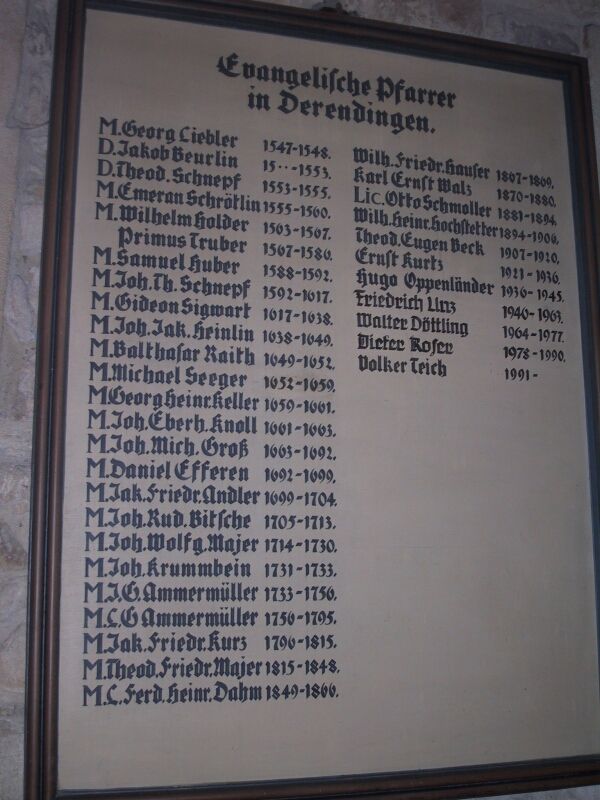 Evangelische Pfarrer
in Derendingen.
M. Georg Liebler 1547-1548.
D. Jakob Beurlin 15··-1553.
D. Theod. Schnepf 1553-1555.
M. Emeran Schrötlin 1555-1560.
M. Wilhelm Holder 1563-1567.
Primus Truber 1567-1586.
M. Samuel Huber 1588-1592.
M. Joh. Th. Schnepf 1592-1617.
M. Gideon Sigwart 1617-1638.
M. Joh. Jak. Heinlin 1638-1649.
M. Balthasar Raith 1649-1652.
M. Michael Seeger 1652-1659.
M. Georg Heinr. Keller 1659-1661.
M. Joh. Eberh. Knoll 1661-1663.
M. Joh. Mich. Groß 1663-1692.
M. Daniel Efferen 1692-1699.
M. Jak. Friedr. Andler 1699-1704.
M. Joh. Rud. Bitsche 1705-1713.
M. Joh. Wolfg. Majer 1714-1730.
M. Joh. Krummbein 1731-1733.
M. J. G. Ammermüller 1733-1756.
M. C. G Ammermüller 1756-1795.
M. Jak. Friedr. Kurz 1796-1815.
M. Theod. Friedr. Majer 1815-1848.
M. C. Ferd. Heinr. Dahm 1849-1866.
Wilh. Friedr. Hauser 1867-1869.
Karl Ernst Walz 1870-1880.
Lic. Otto Schmoller 1881-1894.
Wilh. Heinr. Hochstetter 1894-1906.
Theod. Eugen Beck 1907-1920.
Ernst Kurtz 1921-1936.
Hugo Oppenländer 1936-1945.
Friedrich Linz 1946-1963.
Walter Döttling 1964-1977.
Dieter Koser 1978-1990.
Volker Teich 1991-